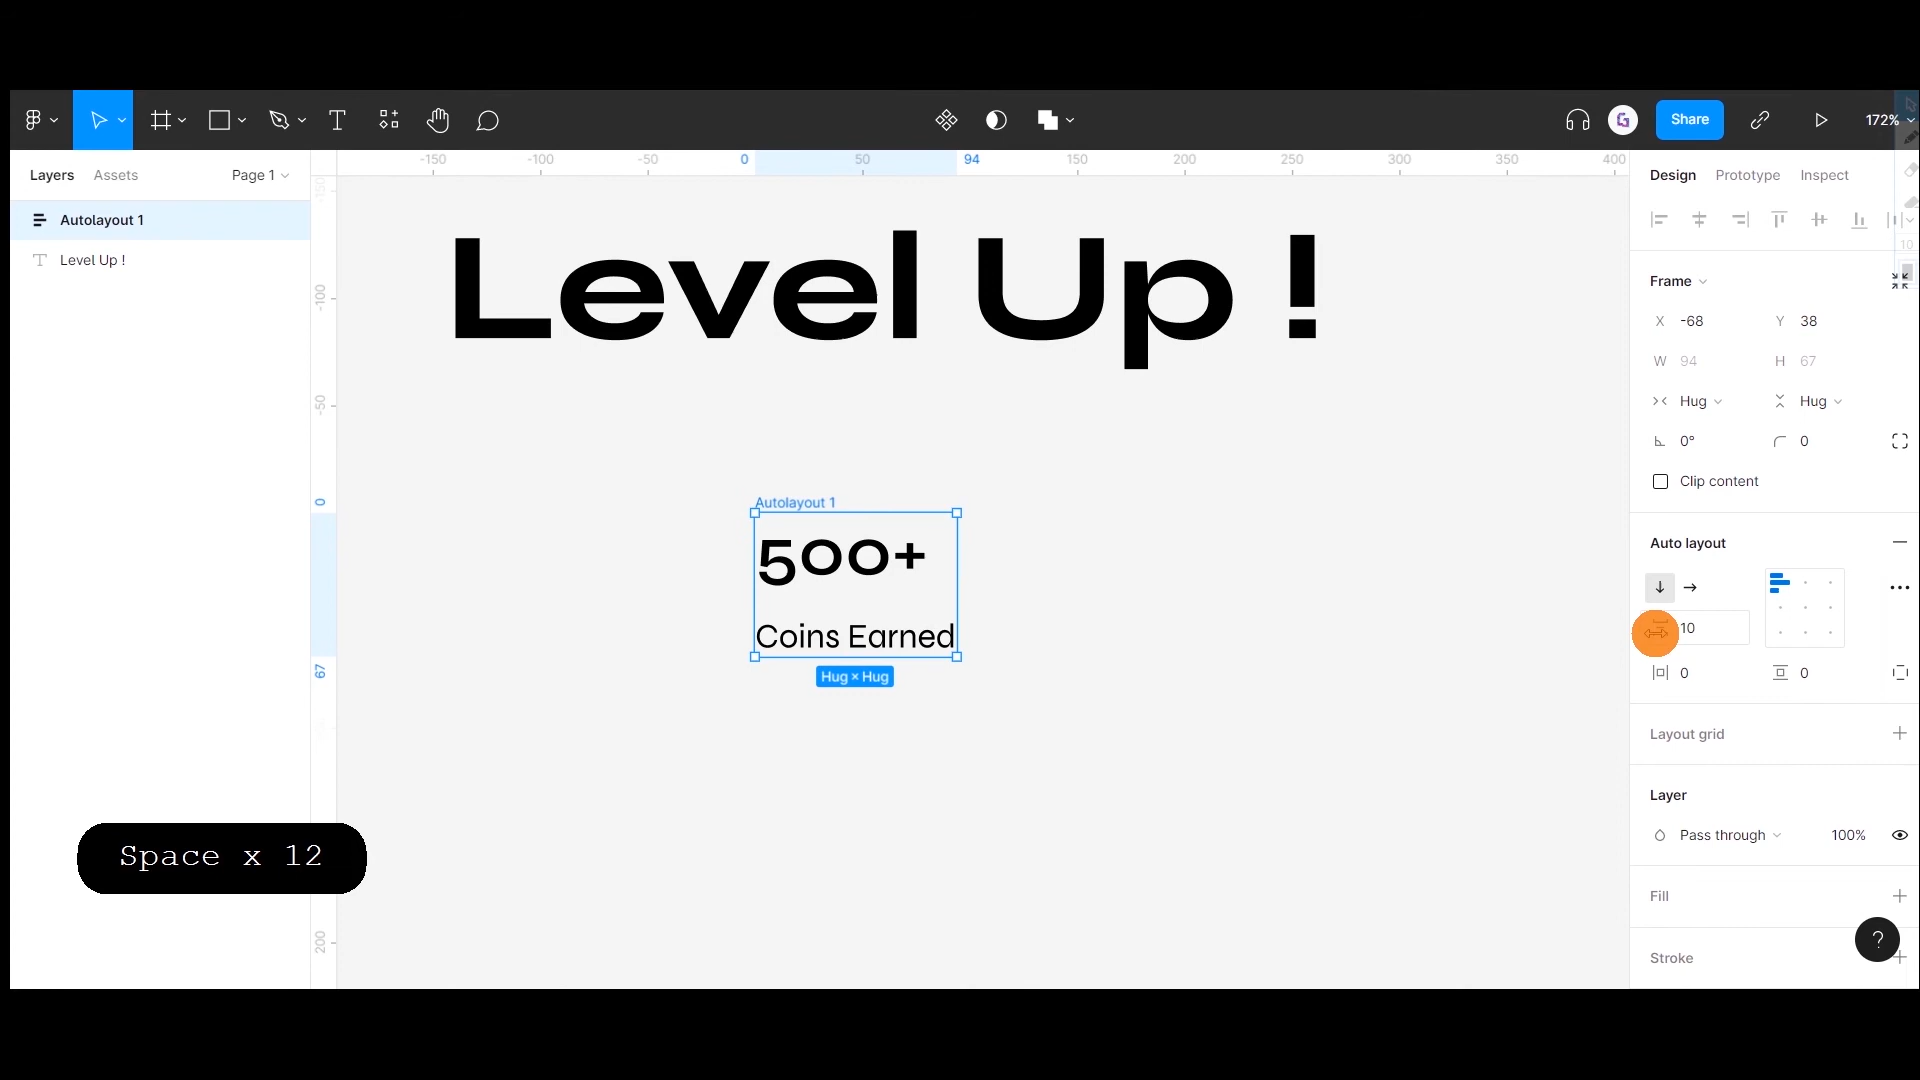 Share
172%
Layers
Assets
Page 1
-150
-100
-50
0
50
94
150
200
250
300
350
400
Design
Prototype
Inspect
Autolayout 1
Level Up !
-150
-100
-50
0
67
200
Level Up !
Autolayout 1
500+
Coins Earned
Hug × Hug
10
Frame
X -68
Y 38
W 94
H 67
Hug
Hug
0°
0
Clip content
Auto layout
10
0
0
Layout grid
Layer
Pass through
100%
Fill
?
Stroke
Space x 12